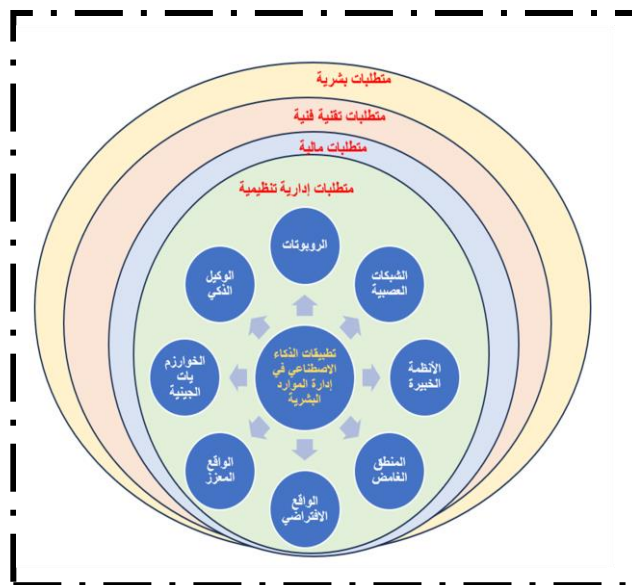 متطلبات بشرية
متطلبات تقنية فنية
متطلبات مالية
متطلبات إدارية تنظيمية
الروبوتات
الشبكات
العصبية
الأنظمة
الخبيرة
المنطق
الغامض
الواقع
الافتراضي
الواقع
المعزز
الخوارزم
يات
الجينية
الوكيل
الذكي
تطبيقات الذكاء
الاصطناعي في
إدارة الموارد
البشرية